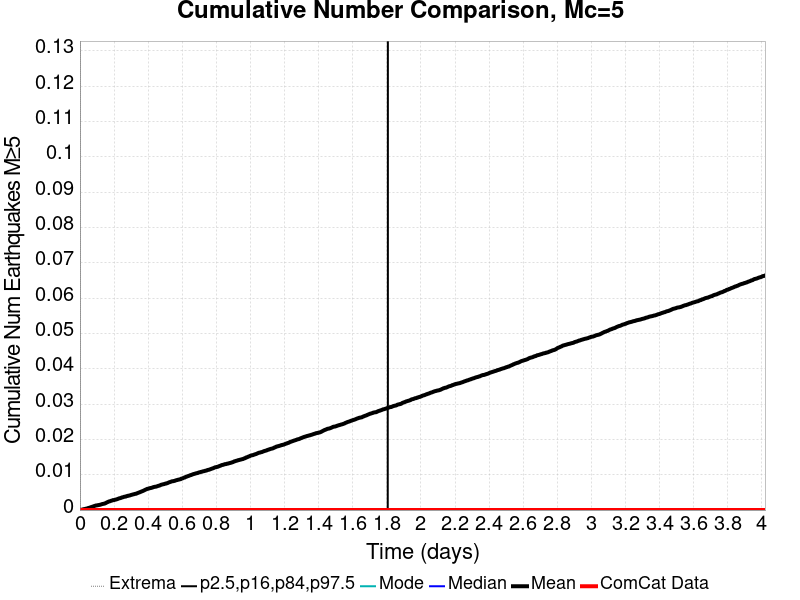 Cumulative Number Comparison, Mc=5
Cumulative Num Earthquakes M≥5
0.13
0.12
0.11
0.1
0.09
0.08
0.07
0.06
0.05
0.04
0.03
0.02
0.01
0
0 0.2 0.4 0.6 0.8 1 1.2 1.4 1.6 1.8 2 2.2 2.4 2.6 2.8 3 3.2 3.4 3.6 3.8 4
Time (days)
Extrema p2.5,p16,p84,p97.5 Mode Median Mean ComCat Data